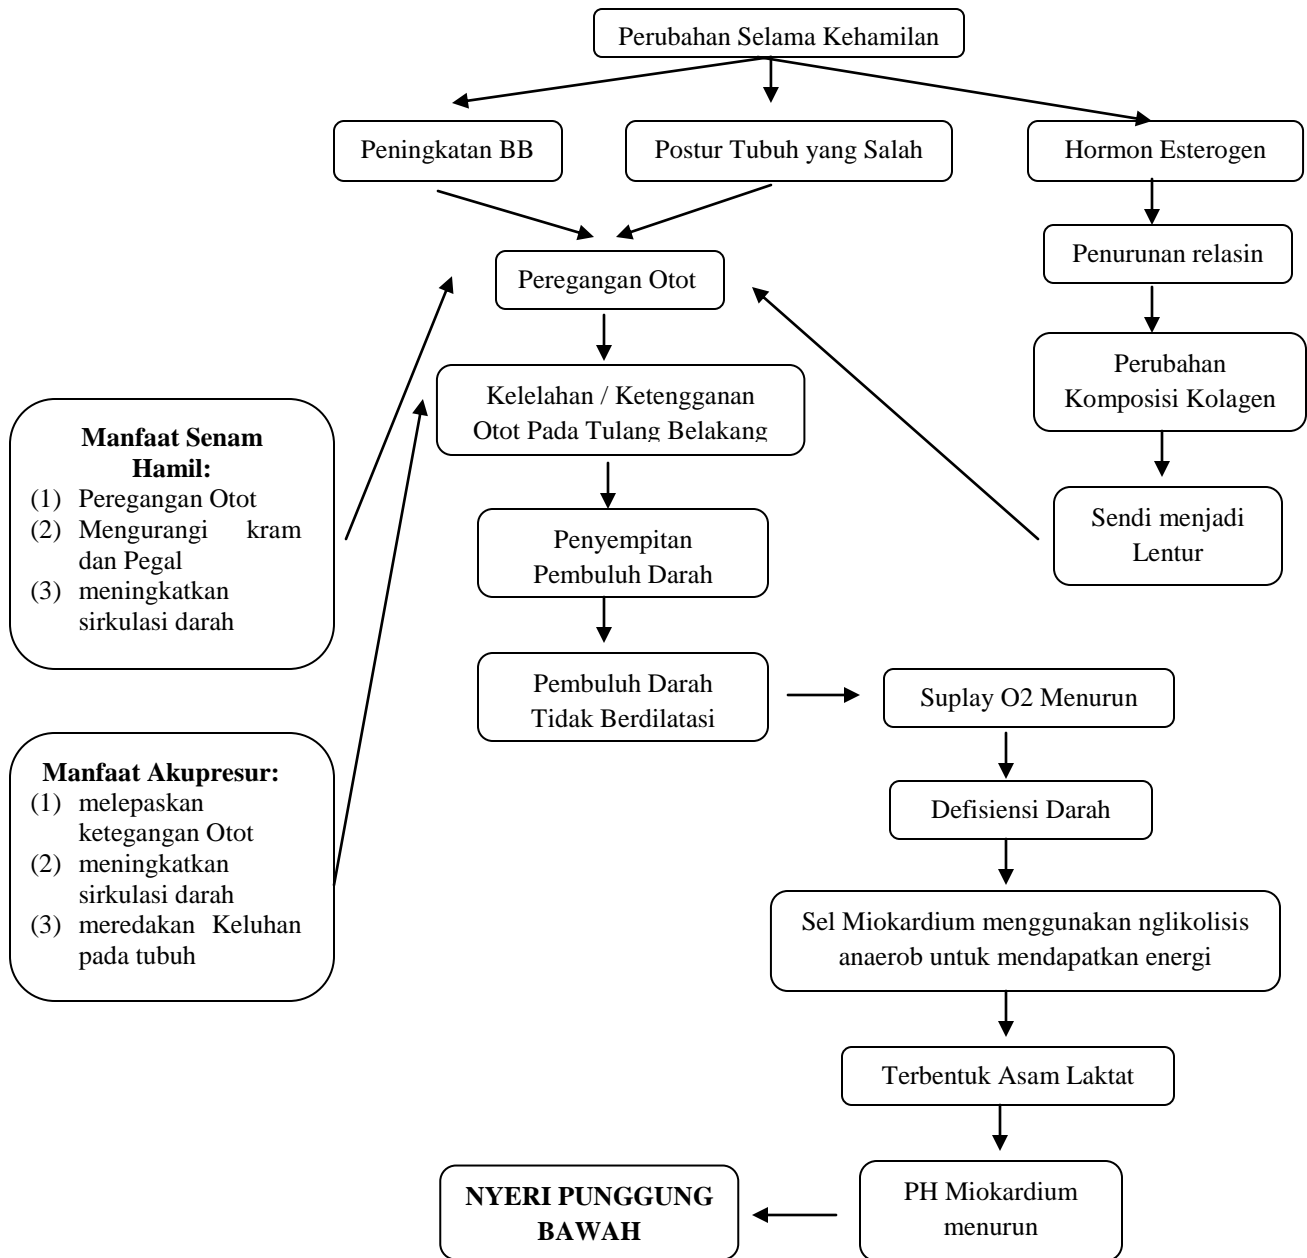 Perubahan Selama Kehamilan
Peningkatan BB
Postur Tubuh yang Salah
Hormon Esterogen
Penurunan relasin
Peregangan Otot
Perubahan
Komposisi Kolagen
Kelelahan / Ketengganan
Otot Pada Tulang Belakang
Manfaat Senam
Hamil:
(1) Peregangan Otot
(2) Mengurangi kram
dan Pegal
(3) meningkatkan
sirkulasi darah
Sendi menjadi
Lentur
Penyempitan
Pembuluh Darah
Pembuluh Darah
Tidak Berdilatasi
Suplay O2 Menurun
Manfaat Akupresur:
(1) melepaskan
ketegangan Otot
(2) meningkatkan
sirkulasi darah
(3) meredakan Keluhan
pada tubuh
Defisiensi Darah
Sel Miokardium menggunakan nglikolisis
anaerob untuk mendapatkan energi
Terbentuk Asam Laktat
PH Miokardium
menurun
NYERI PUNGGUNG
BAWAH